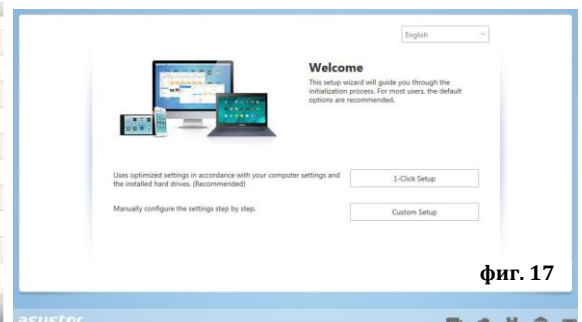 English
Welcome
This setup wizard will guide you through the
initialization process. For most users, the default
options are recommended.
Uses optimized settings in accordance with your computer settings and
the installed hard drives. (Recommended)
1-Click Setup
Manually configure the settings step by step.
Custom Setup
фиг. 17
asustor